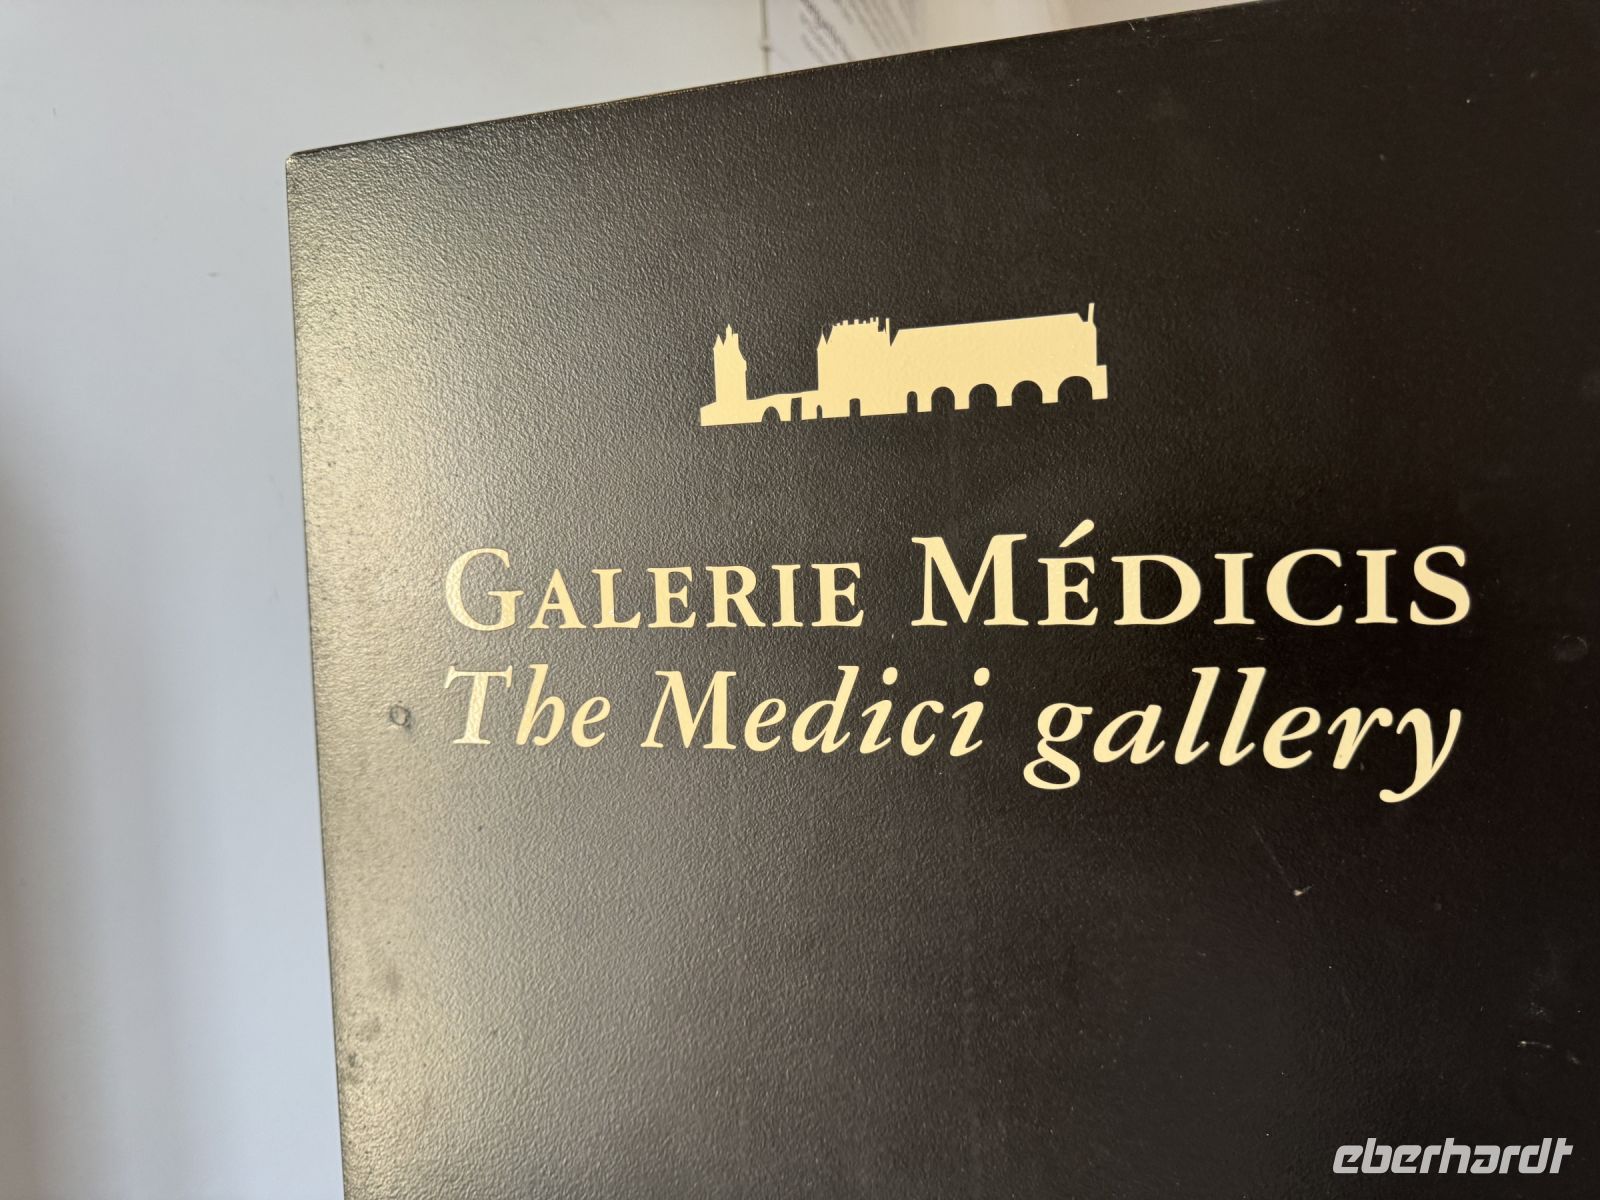 GALERIE MÉDICIS
The Medici gallery
eberhardt